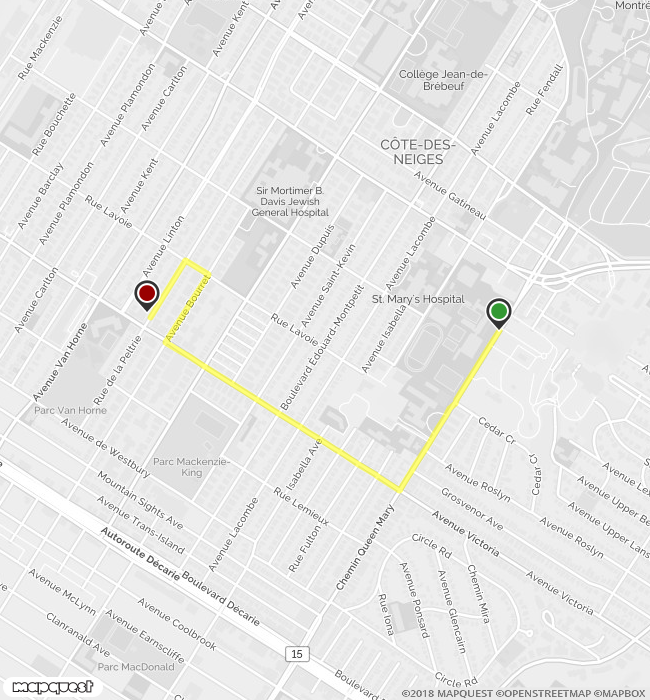 Montré
Rue Mackenzie
Avenue Kent
Avenue Plamondon
Avenue Carlton
Collège Jean-de-
Brébeuf
Rue Fendall
Avenue Lacombe
Rue Bouchette
CÔTE-DES-
NEIGES
Avenue Barclay
Avenue Plamondon
Avenue Kent
Avenue Gatineau
Sir Mortimer B.
Davis Jewish
General Hospital
Rue Lavoie
Avenue Linton
Avenue Dupuis
Avenue Saint-Kevin
Avenue Lacombe
Avenue Carlton
Avenue Bourret
St. Mary's Hospital
Boulevard Édouard-Montpetit
Rue Lavoie
Avenue Isabella
Avenue Van Horne
Rue de la Peltrie
Parc Van Horne
Cedar Cr
Cedar Cr
Avenue de Westbury
Parc Mackenzie-
King
Isabella Ave
Avenue Roslyn
Avenue Lex
Mountain Sights Ave
Rue Lemieux
Grosvenor Ave
Avenue Upper Be
Avenue Trans-Island
Avenue Lacombe
Avenue Victoria
Avenue Roslyn
Avenue Upper Lans
Autoroute Décarie
Rue Fulton
Chemin Queen Mary
Circle Rd
Boulevard Décarie
Avenue McLynn
Avenue Coolbrook
Rue Iona
Avenue Ponsard
Avenue Glencairn
Chemin Mira
Avenue Victoria
Clanranald Ave
Avenue Earnscliffe
15
Parc MacDonald
Boulevard
Circle Rd
mapquest
©2018 MAPQUEST ©OPENSTREETMAP ©MAPBOX